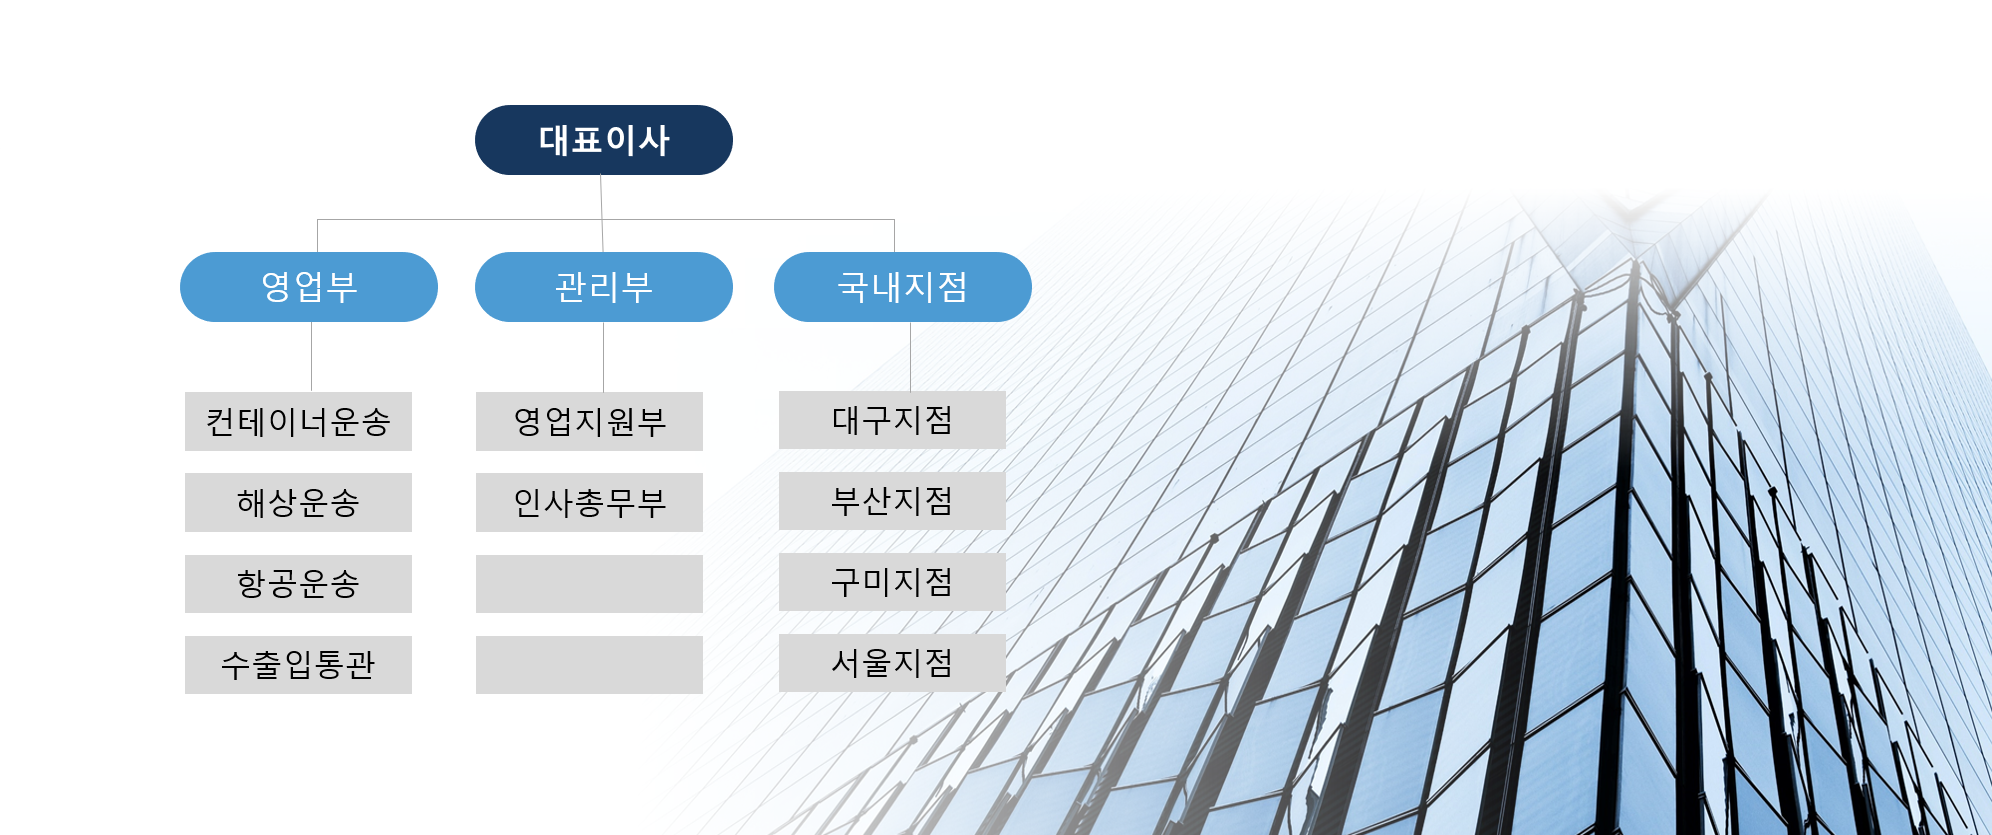 대표이사
영업부
관리부
국내지점
컨테이너운송
영업지원부
대구지점
해상운송
인사총무부
부산지점
항공운송
구미지점
수출입통관
서울지점